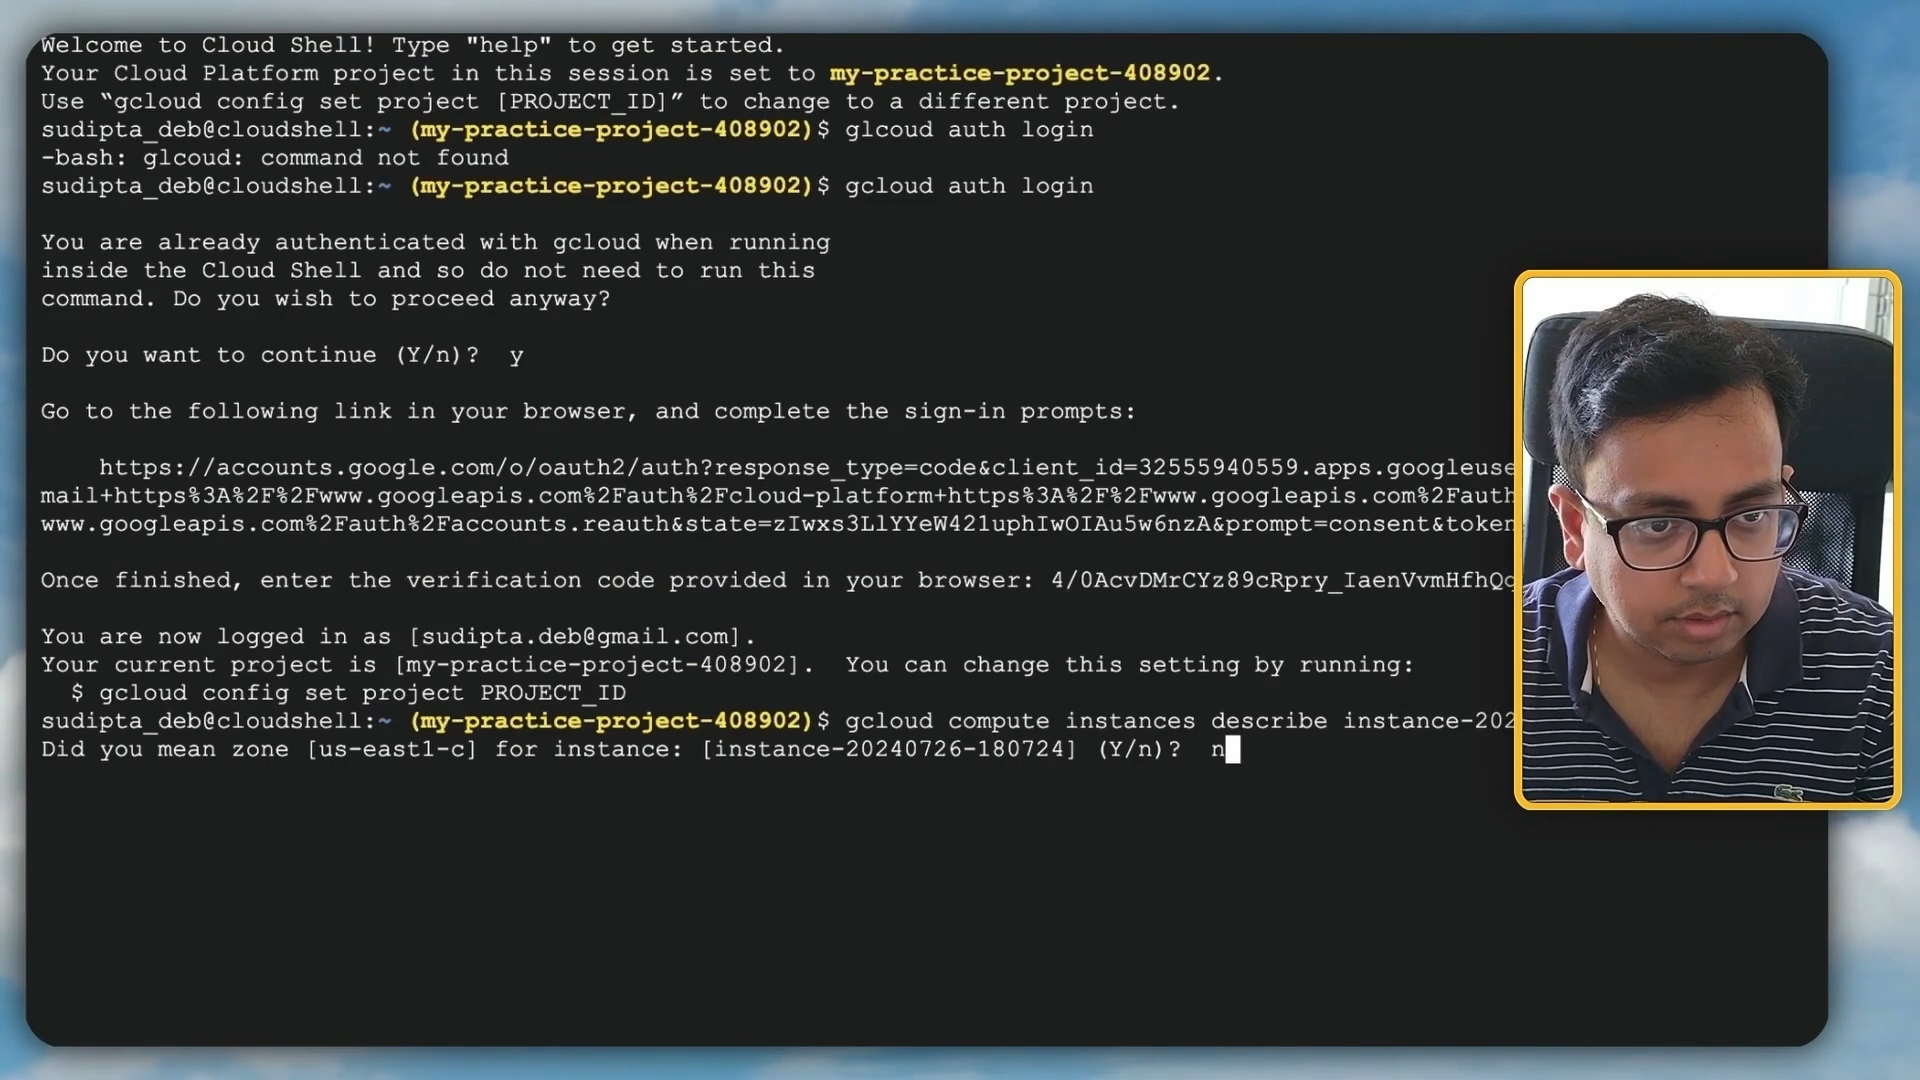 Welcome to Cloud Shell! Type "help" to get started.
Your Cloud Platform project in this session is set to my-practice-project-408902.
Use “gcloud config set project [PROJECT_ID]” to change to a different project.
sudipta_deb@cloudshell:~ (my-practice-project-408902)$ glcoud auth login
-bash: glcoud: command not found
sudipta_deb@cloudshell:~ (my-practice-project-408902)$ gcloud auth login
You are already authenticated with gcloud when running
inside the Cloud Shell and so do not need to run this
command. Do you wish to proceed anyway?
Do you want to continue (Y/n)?  y
Go to the following link in your browser, and complete the sign-in prompts:
https://accounts.google.com/o/oauth2/auth?response_type=code&client_id=32555940559.apps.googleuse
mail+https%3A%2F%2Fwww.googleapis.com%2Fauth%2Fcloud-platform+https%3A%2F%2Fwww.googleapis.com%2Fauth
www.googleapis.com%2Fauth%2Faccounts.reauth&state=zIwxs3LlYYeW421uphIwOIAu5w6nzA&prompt=consent&token
Once finished, enter the verification code provided in your browser: 4/0AcvDMrCYz89cRpry_IaenVvmHfhQ
You are now logged in as [sudipta.deb@gmail.com].
Your current project is [my-practice-project-408902].  You can change this setting by running:
$ gcloud config set project PROJECT_ID
sudipta_deb@cloudshell:~ (my-practice-project-408902)$ gcloud compute instances describe instance-202
Did you mean zone [us-east1-c] for instance: [instance-20240726-180724] (Y/n)?  n